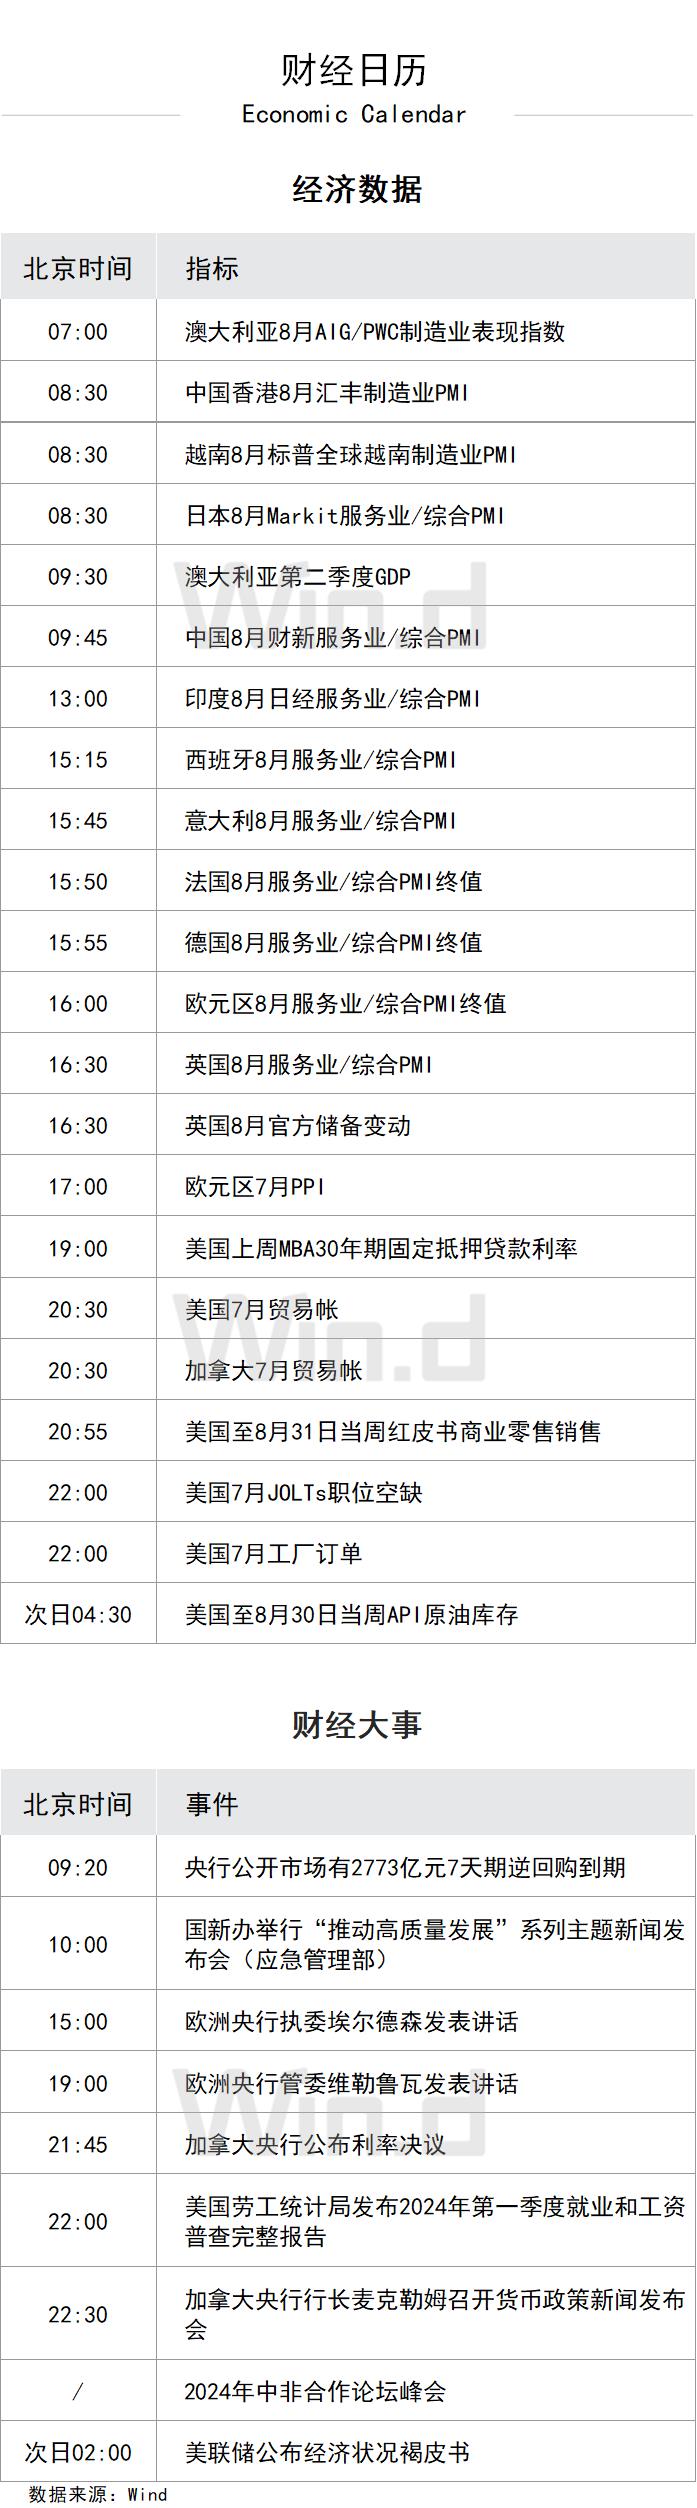 财经日历
Economic Calendar
经济数据
北京时间 指标
07:00 澳大利亚8月AIG/PWC制造业表现指数
08:30 中国香港8月汇丰制造业PMI
08:30 越南8月标普全球越南制造业PMI
08:30 日本8月Markit服务业/综合PMI
09:30 澳大利亚第二季度GDP
09:45 中国8月财新服务业/综合PMI
13:00 印度8月日经服务业/综合PMI
15:15 西班牙8月服务业/综合PMI
15:45 意大利8月服务业/综合PMI
15:50 法国8月服务业/综合PMI终值
15:55 德国8月服务业/综合PMI终值
16:00 欧元区8月服务业/综合PMI终值
16:30 英国8月服务业/综合PMI
16:30 英国8月官方储备变动
17:00 欧元区7月PPI
19:00 美国上周MBA30年期固定抵押贷款利率
20:30 美国7月贸易帐
20:30 加拿大7月贸易帐
20:55 美国至8月31日当周红皮书商业零售销售
22:00 美国7月JOLTs职位空缺
22:00 美国7月工厂订单
次日04:30 美国至8月30日当周API原油库存
财经大事
北京时间 事件
09:20 央行公开市场有2773亿元7天期逆回购到期
10:00 国新办举行“推动高质量发展”系列主题新闻发
布会（应急管理部）
15:00 欧洲央行执委埃尔德森发表讲话
19:00 欧洲央行管委维勒鲁瓦发表讲话
21:45 加拿大央行公布利率决议
22:00 美国劳工统计局发布2024年第一季度就业和工资
普查完整报告
22:30 加拿大央行行长麦克勒姆召开货币政策新闻发布
会
/ 2024年中非合作论坛峰会
次日02:00 美联储公布经济状况褐皮书
数据来源：Wind
Win.d
Win.d
Win.d